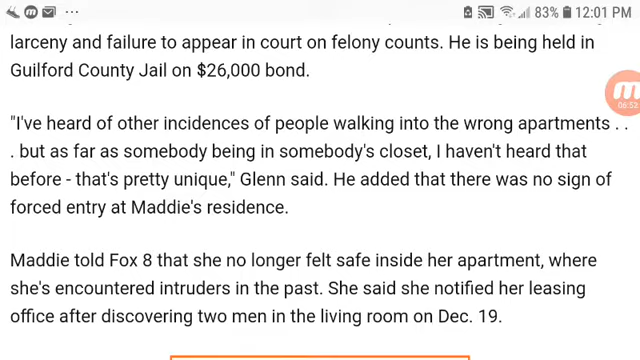 83% 12:01 PM
larceny and failure to appear in court on felony counts. He is being held in
Guilford County Jail on $26,000 bond.
"I've heard of other incidences of people walking into the wrong apartments . .
. but as far as somebody being in somebody's closet, I haven't heard that
before - that's pretty unique," Glenn said. He added that there was no sign of
forced entry at Maddie's residence.
Maddie told Fox 8 that she no longer felt safe inside her apartment, where
she's encountered intruders in the past. She said she notified her leasing
office after discovering two men in the living room on Dec. 19.